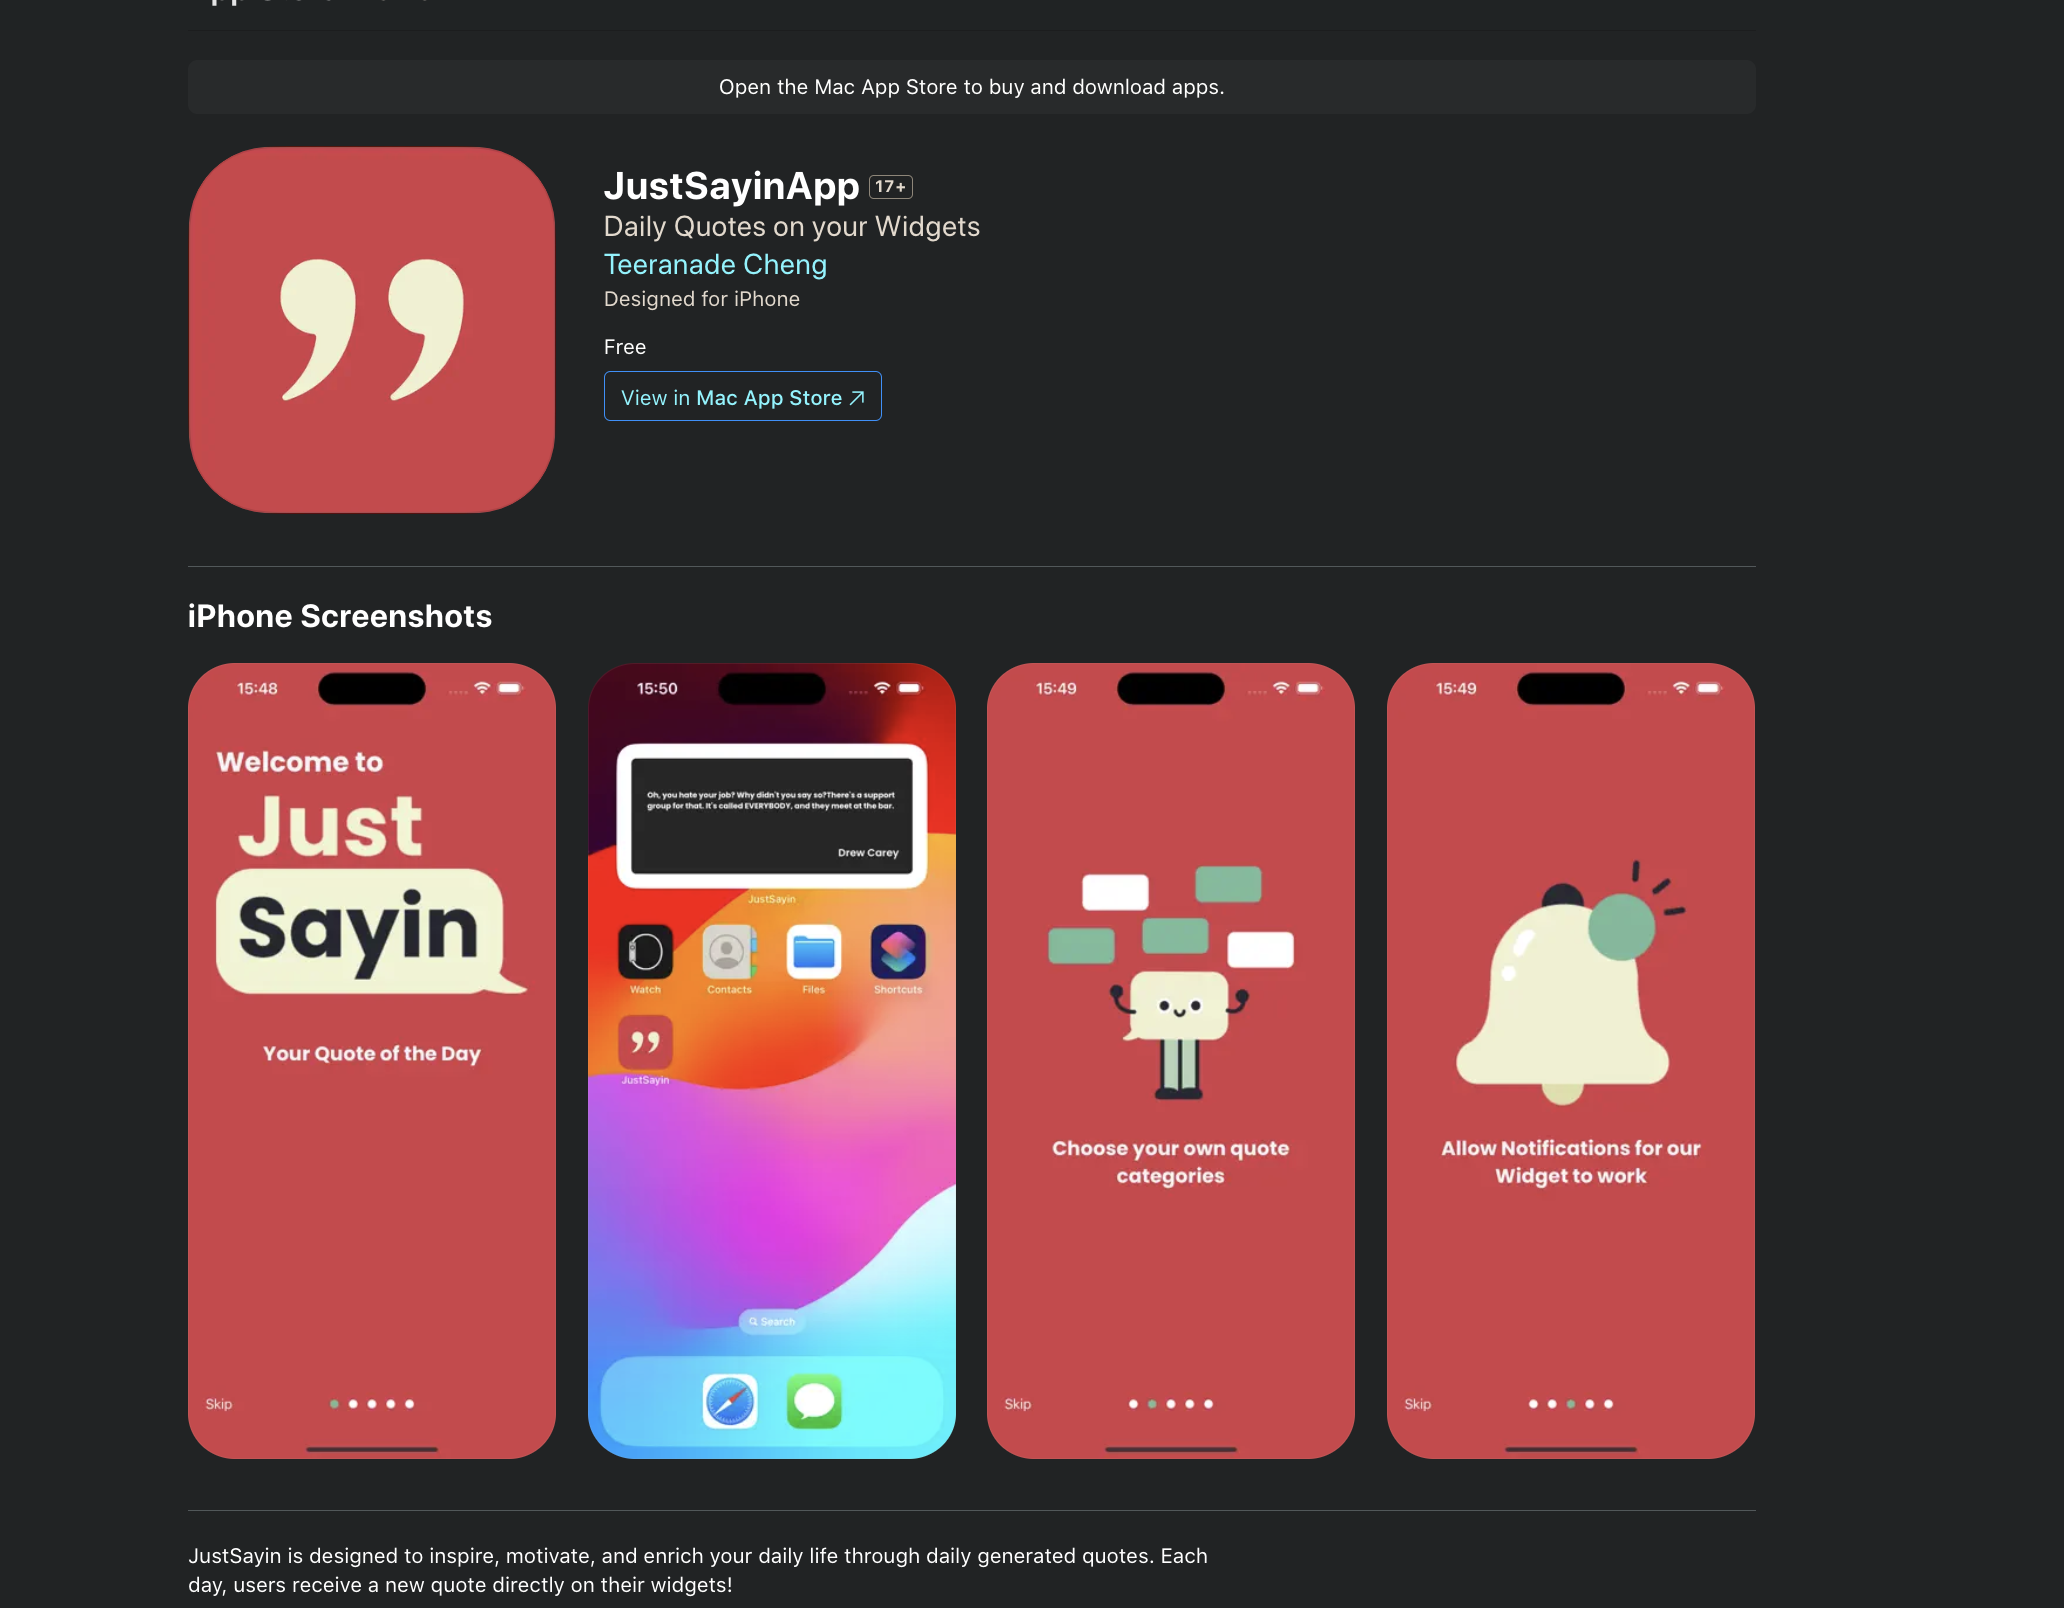 Open the Mac App Store to buy and download apps.
JustSayinApp 17+
Daily Quotes on your Widgets
Teeranade Cheng
Designed for iPhone
Free
View in Mac App Store ↗
iPhone Screenshots
15:48
Welcome to
Just
Sayin
Your Quote of the Day
Skip
15:50
Oh, you hate your job? Why didn't you say so?There's a support
group for that. It's called EVERYBODY, and they meet at the bar.
Drew Carey
JustSayin
Watch
Contacts
Files
Shortcuts
JustSayin
Search
15:49
Choose your own quote
categories
Skip
15:49
Allow Notifications for our
Widget to work
Skip
JustSayin is designed to inspire, motivate, and enrich your daily life through daily generated quotes. Each
day, users receive a new quote directly on their widgets!